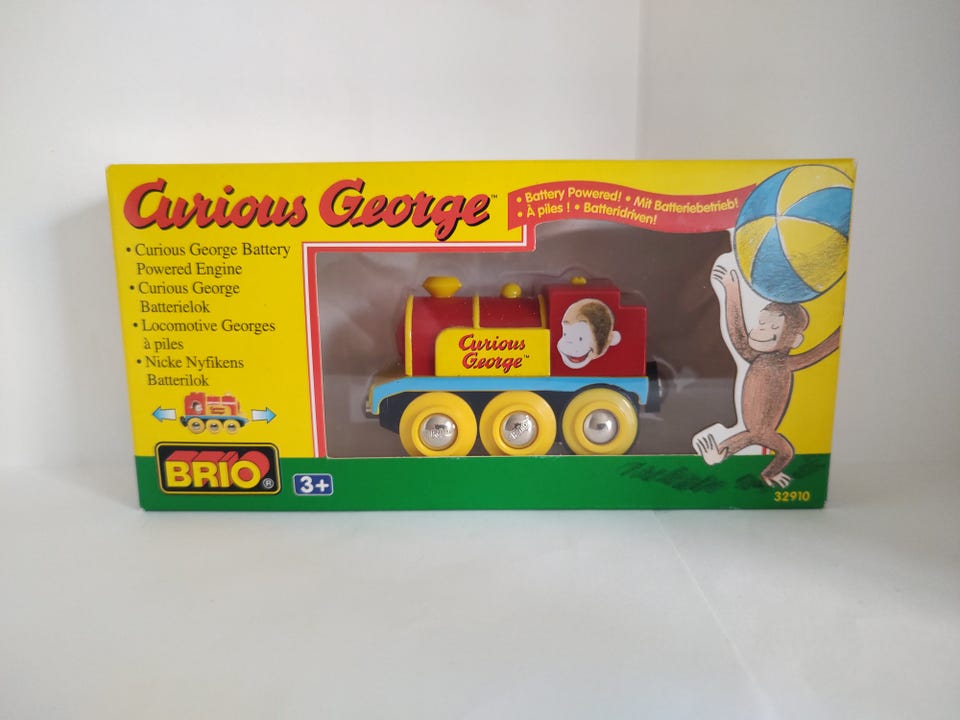 Curious George™
• Battery Powered! • Mit Batteriebetrieb!
• À piles ! • Batteridriven!
• Curious George Battery
Powered Engine
• Curious George
Batterielok
• Locomotive Georges
à piles
• Nicke Nyfikens
Batterilok
Curious
George™
BRIO®
3+
32910